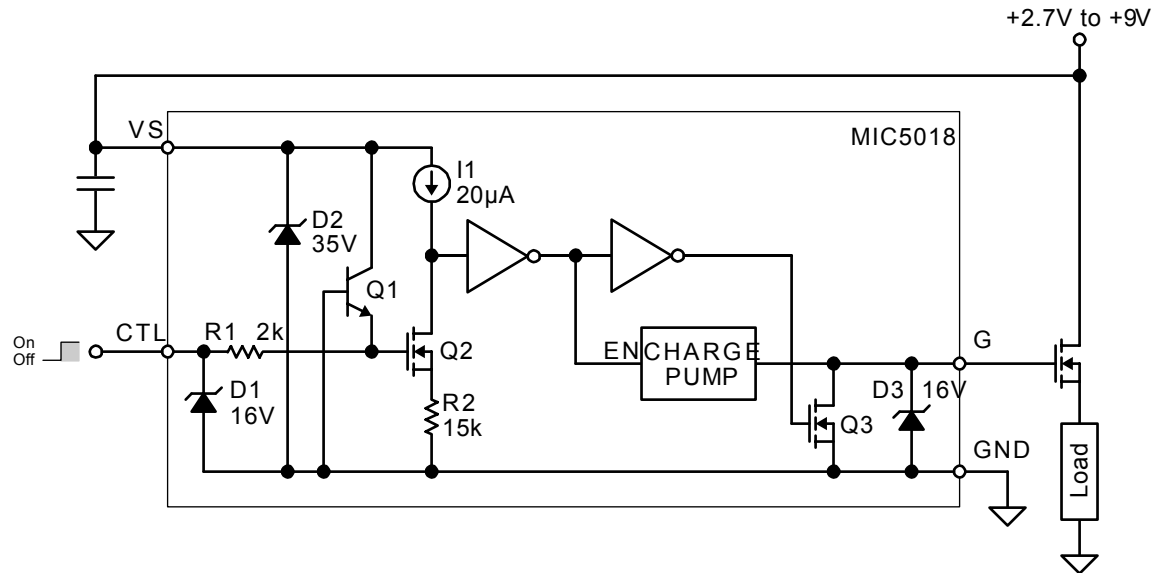 +2.7V to +9V
MIC5018
VS
I1
20µA
D2
35V
Q1
On
Off
CTL
R1 2k
Q2
EN
CHARGE
PUMP
G
D1
16V
R2
15k
D3 16V
Q3
GND
Load